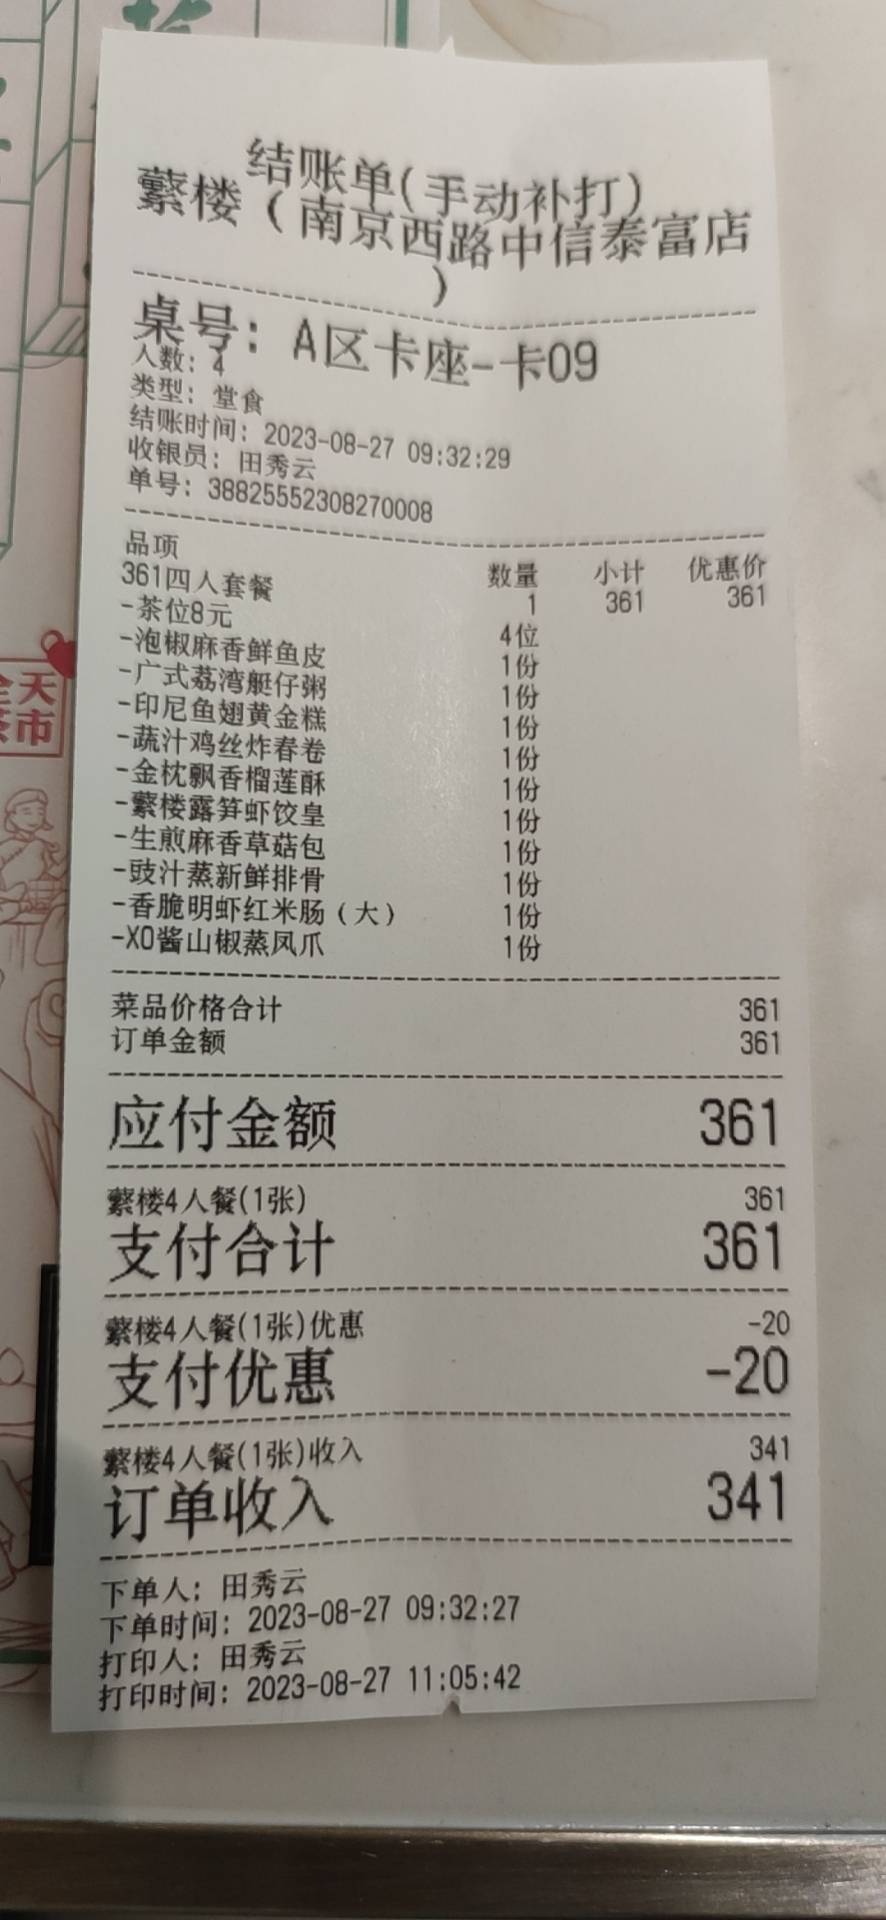 结账单(手动补打)
蘩楼（南京西路中信泰富店
）
桌号：A区卡座-卡09
人数：4
类型：堂食
结账时间：2023-08-27 09:32:29
收银员：田秀云
单号：38825552308270008
品项 数量 小计 优惠价
361四人套餐 1 361 361
-茶位8元 4位
-泡椒麻香鲜鱼皮 1份
-广式荔湾艇仔粥 1份
-印尼鱼翅黄金糕 1份
-蔬汁鸡丝炸春卷 1份
-金枕飘香榴莲酥 1份
-蘩楼露笋虾饺皇 1份
-生煎麻香草菇包 1份
-豉汁蒸新鲜排骨 1份
-香脆明虾红米肠（大） 1份
-XO酱山椒蒸凤爪 1份
菜品价格合计 361
订单金额 361
应付金额 361
蘩楼4人餐(1张) 361
支付合计 361
蘩楼4人餐(1张)优惠 -20
支付优惠 -20
蘩楼4人餐(1张)收入 341
订单收入 341
下单人：田秀云
下单时间：2023-08-27 09:32:27
打印人：田秀云
打印时间：2023-08-27 11:05:42
天
市